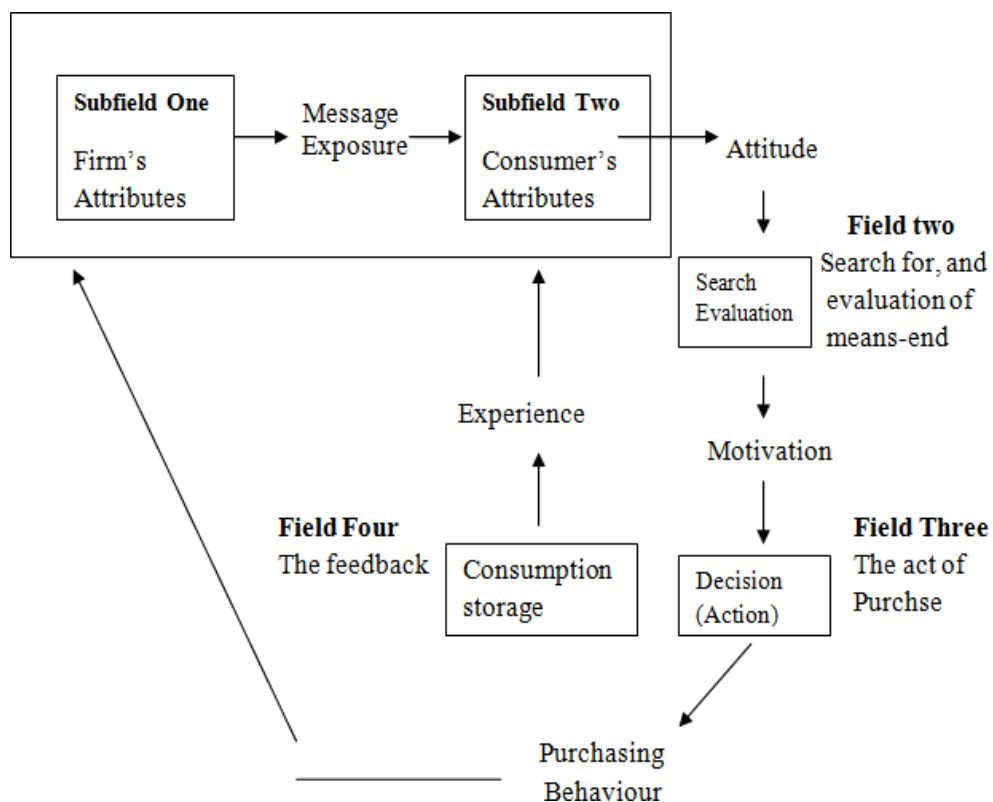 Subfield One
Firm's
Attributes
Message
Exposure
Subfield Two
Consumer's
Attributes
Attitude
Field two
Search for, and
evaluation of
means-end
Search
Evaluation
Motivation
Experience
Field Four
The feedback
Consumption
storage
Decision
(Action)
Field Three
The act of
Purchse
Purchasing
Behaviour